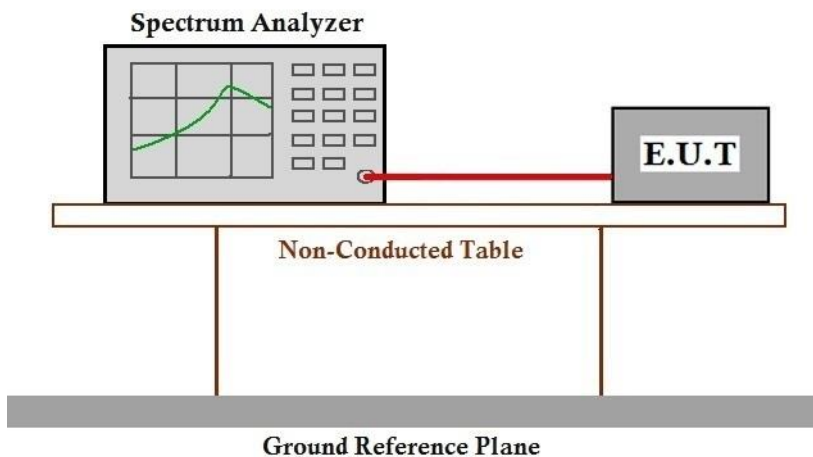 Spectrum Analyzer
E.U.T
Non-Conducted Table
Ground Reference Plane